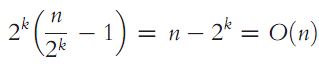 2^k (n/2^k − 1) = n − 2^k = O(n)